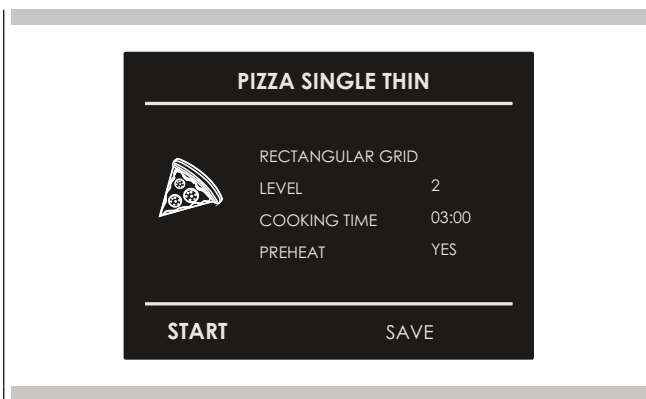 PIZZA SINGLE THIN
RECTANGULAR GRID
LEVEL 2
COOKING TIME 03:00
PREHEAT YES
START SAVE